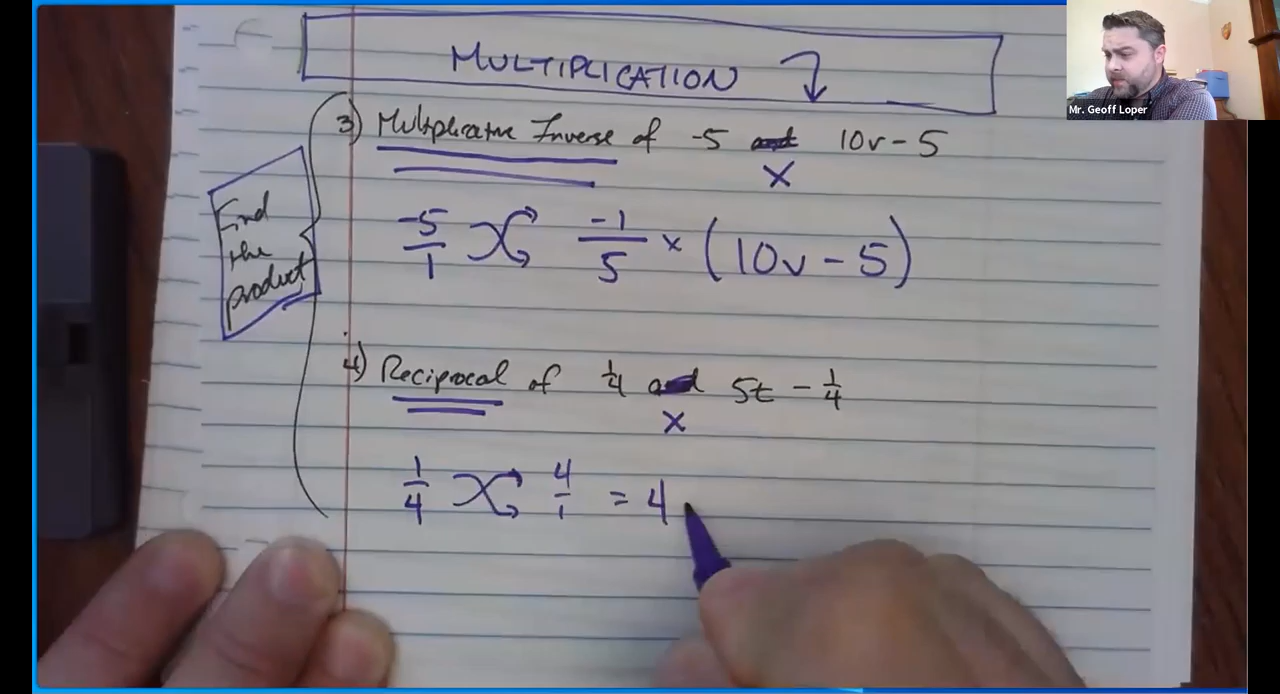 MULTIPLICATION
Mr. Geoff Loper
3) Multiplicative Inverse of -5 and 10v - 5
x
Find
the
product
-5/1 -1/5 x (10v - 5)
4) Reciprocal of 1/4 and 5t - 1/4
x
1/4 4/1 = 4